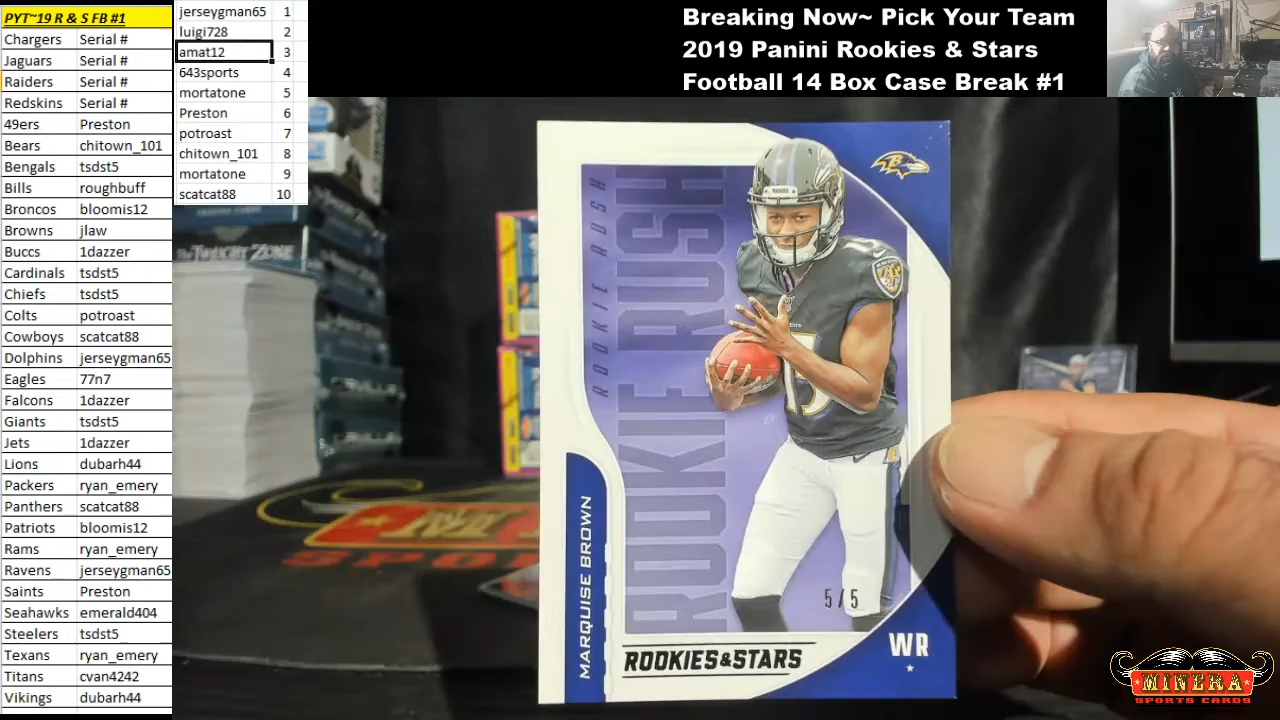 PYT~19 R & S FB #1
Chargers Serial #
Jaguars Serial #
Raiders Serial #
Redskins Serial #
49ers Preston
Bears chitown_101
Bengals tsdst5
Bills roughbuff
Broncos bloomis12
Browns jlaw
Buccs 1dazzer
Cardinals tsdst5
Chiefs tsdst5
Colts potroast
Cowboys scatcat88
Dolphins jerseygman65
Eagles 77n7
Falcons 1dazzer
Giants tsdst5
Jets 1dazzer
Lions dubarh44
Packers ryan_emery
Panthers scatcat88
Patriots bloomis12
Rams ryan_emery
Ravens jerseygman65
Saints Preston
Seahawks emerald404
Steelers tsdst5
Texans ryan_emery
Titans cvan4242
Vikings dubarh44
jerseygman65 1
luigi728 2
amat12 3
643sports 4
mortatone 5
Preston 6
potroast 7
chitown_101 8
mortatone 9
scatcat88 10
Breaking Now~ Pick Your Team
2019 Panini Rookies & Stars
Football 14 Box Case Break #1
ROOKIE RUSH
ROOKIE RUSH
15
5/5
MARQUISE BROWN
ROOKIES & STARS
WR
THE TWILIGHT ZONE
MINERA
SPORTS CARDS